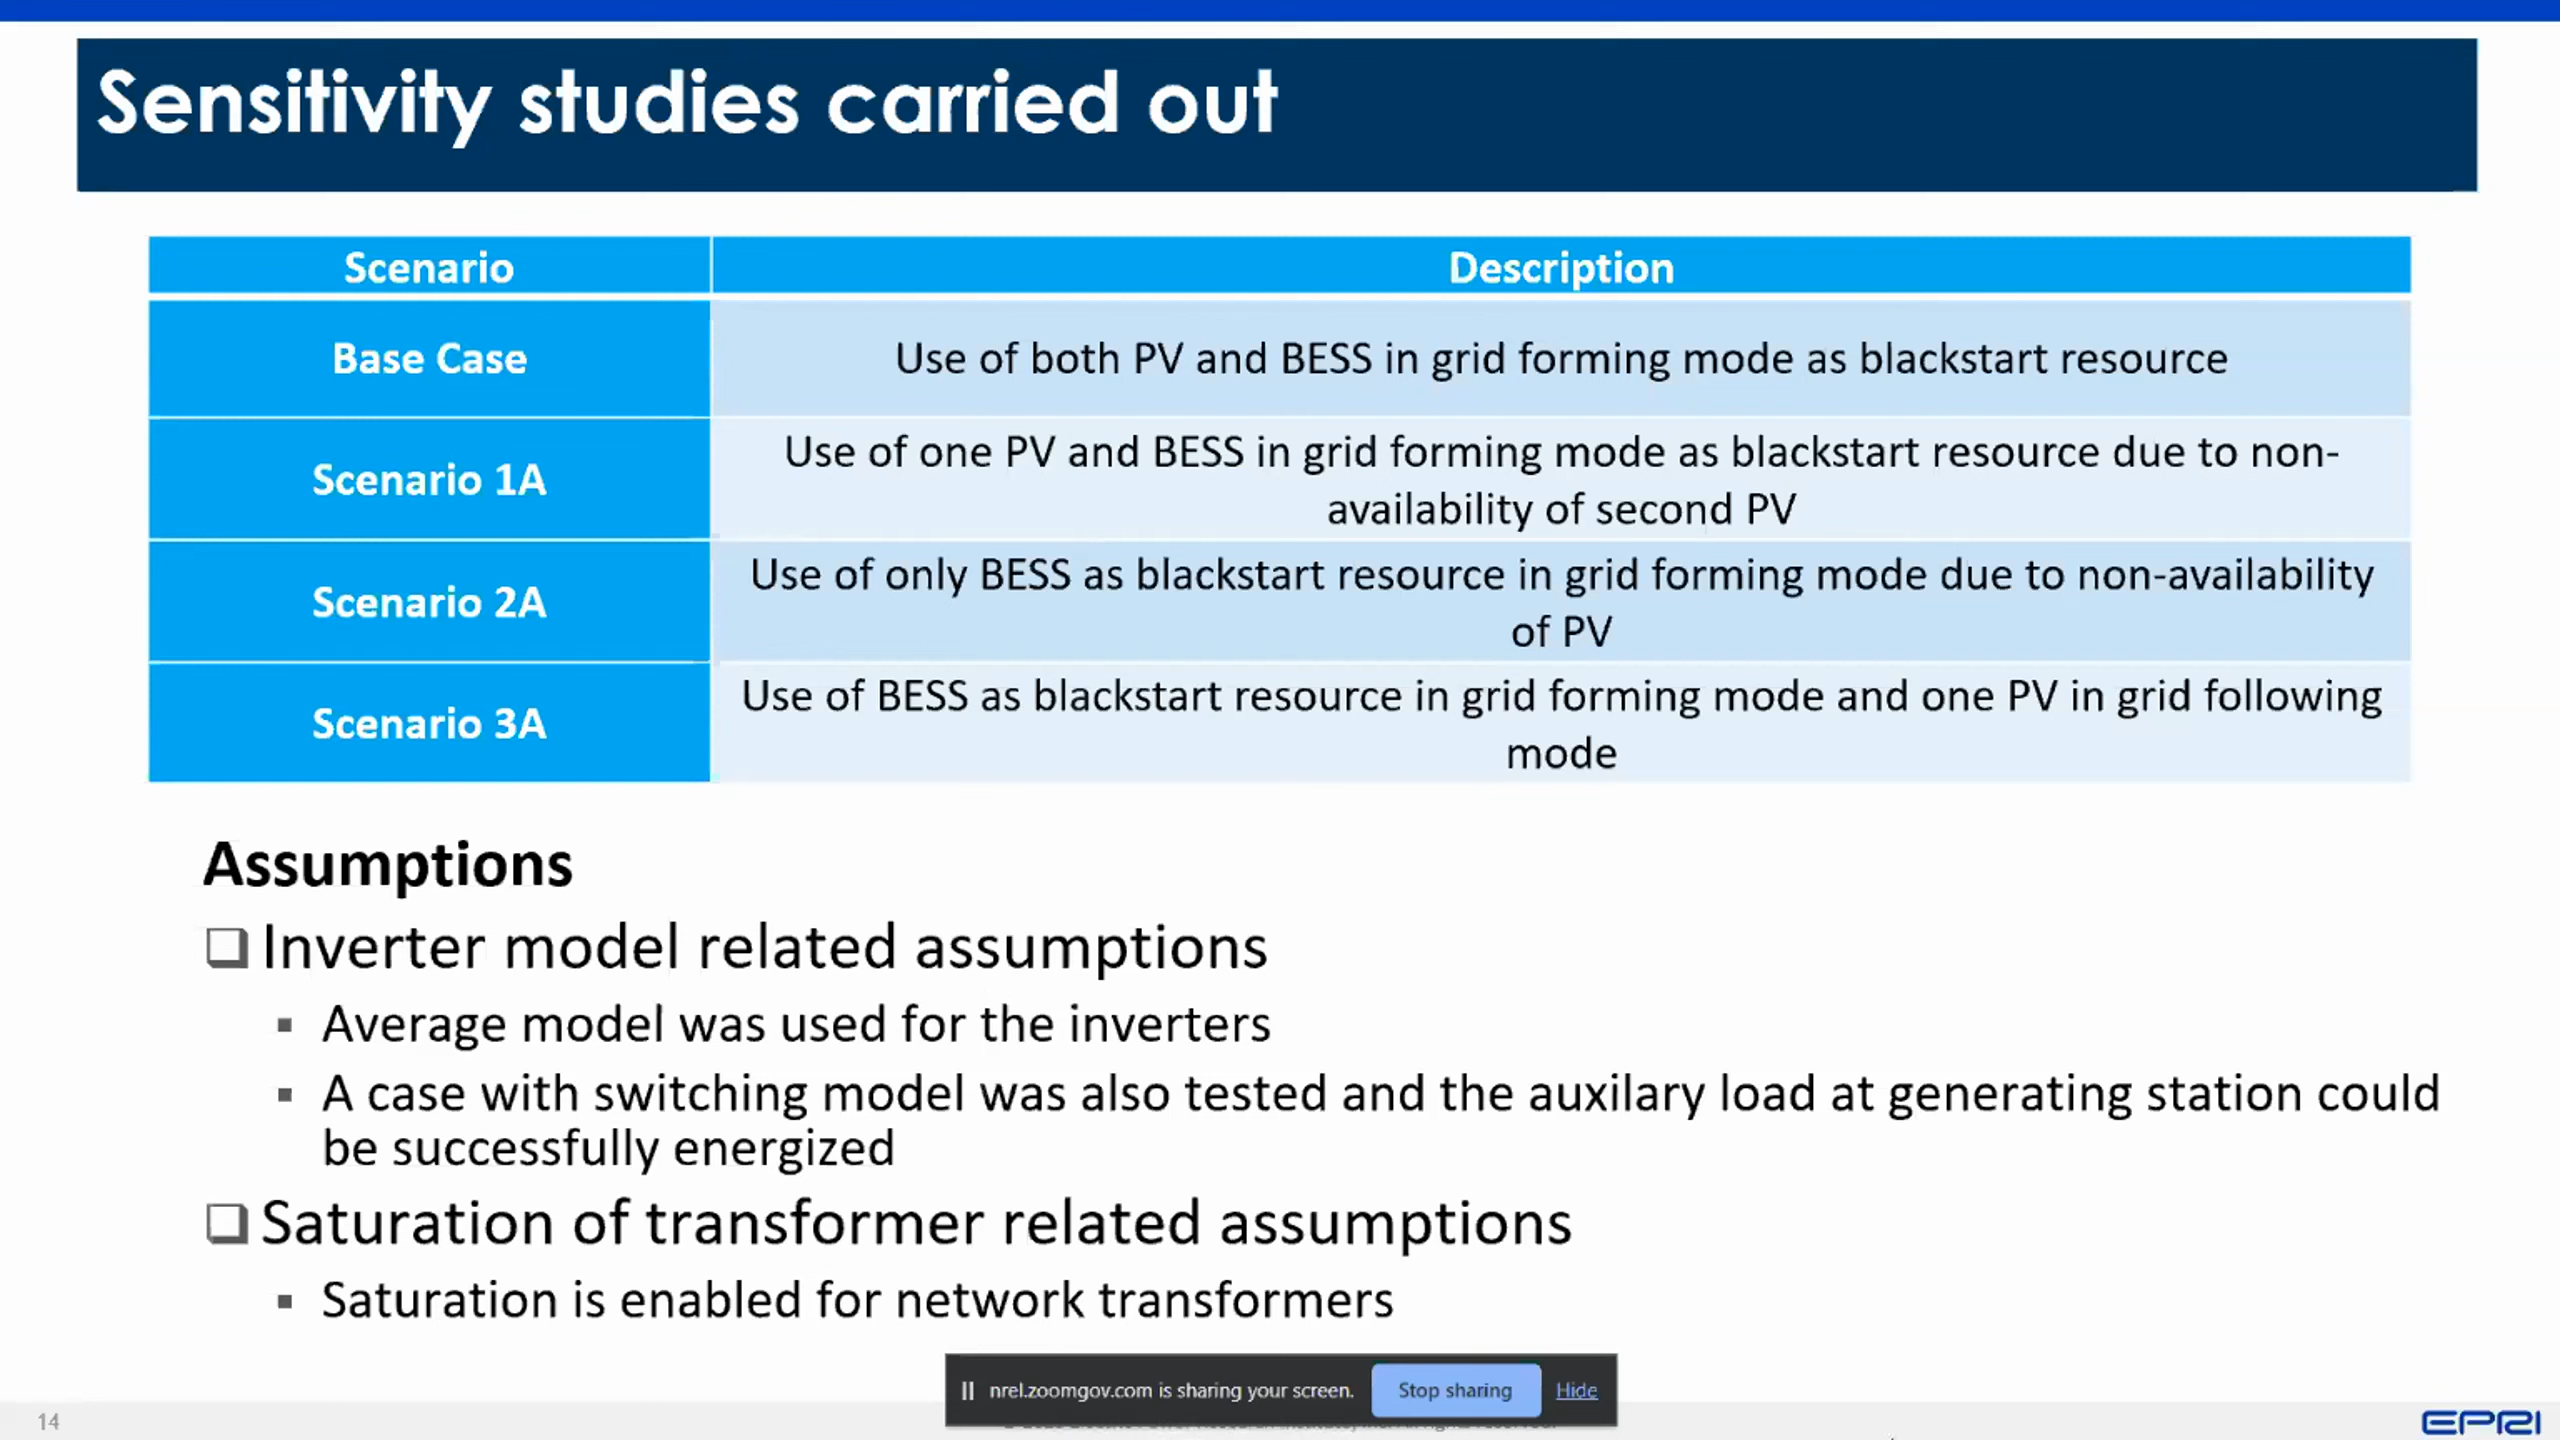 Sensitivity studies carried out
Scenario
Description
Base Case
Use of both PV and BESS in grid forming mode as blackstart resource
Scenario 1A
Use of one PV and BESS in grid forming mode as blackstart resource due to non-
availability of second PV
Scenario 2A
Use of only BESS as blackstart resource in grid forming mode due to non-availability
of PV
Scenario 3A
Use of BESS as blackstart resource in grid forming mode and one PV in grid following
mode
Assumptions
Inverter model related assumptions
Average model was used for the inverters
A case with switching model was also tested and the auxilary load at generating station could
be successfully energized
Saturation of transformer related assumptions
Saturation is enabled for network transformers
nrel.zoomgov.com is sharing your screen.
Stop sharing
Hide
14
EPRI